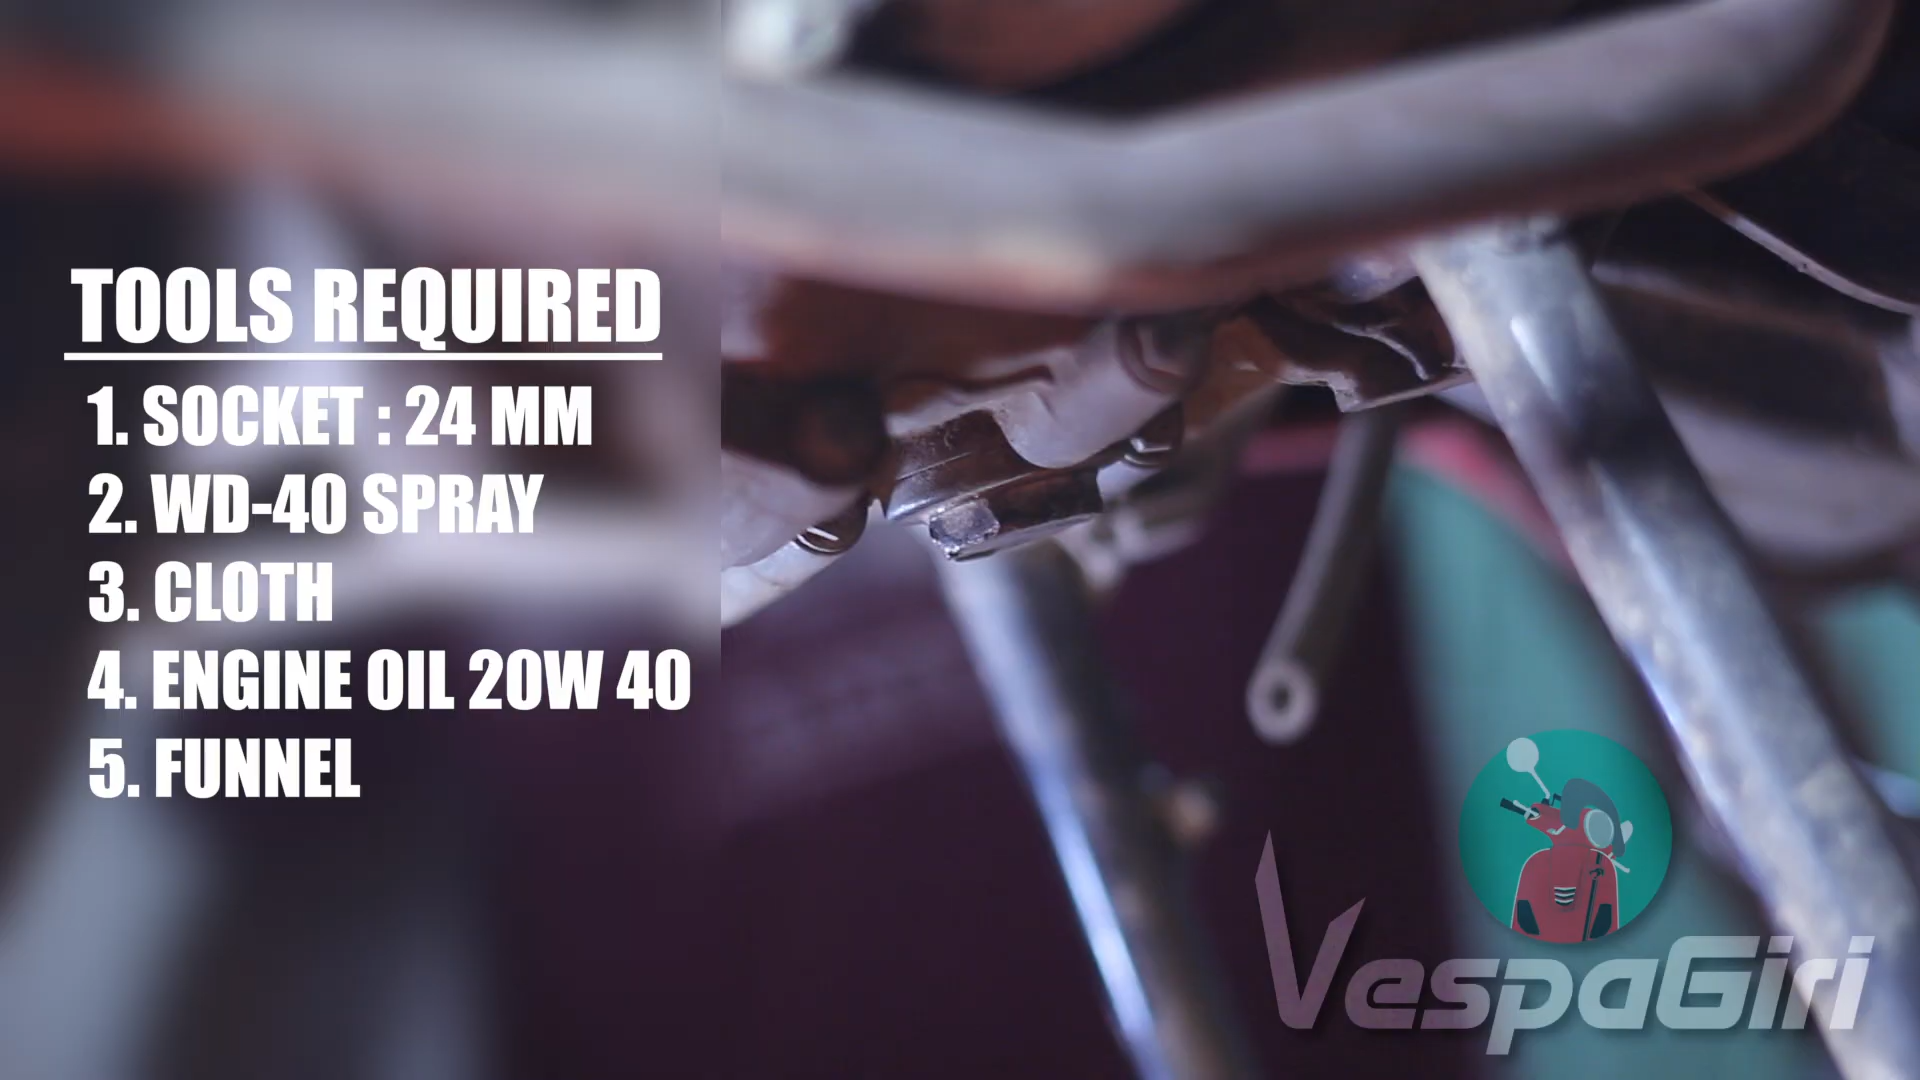 TOOLS REQUIRED
1. SOCKET : 24 MM
2. WD-40 SPRAY
3. CLOTH
4. ENGINE OIL 20W 40
5. FUNNEL
VespaGiri